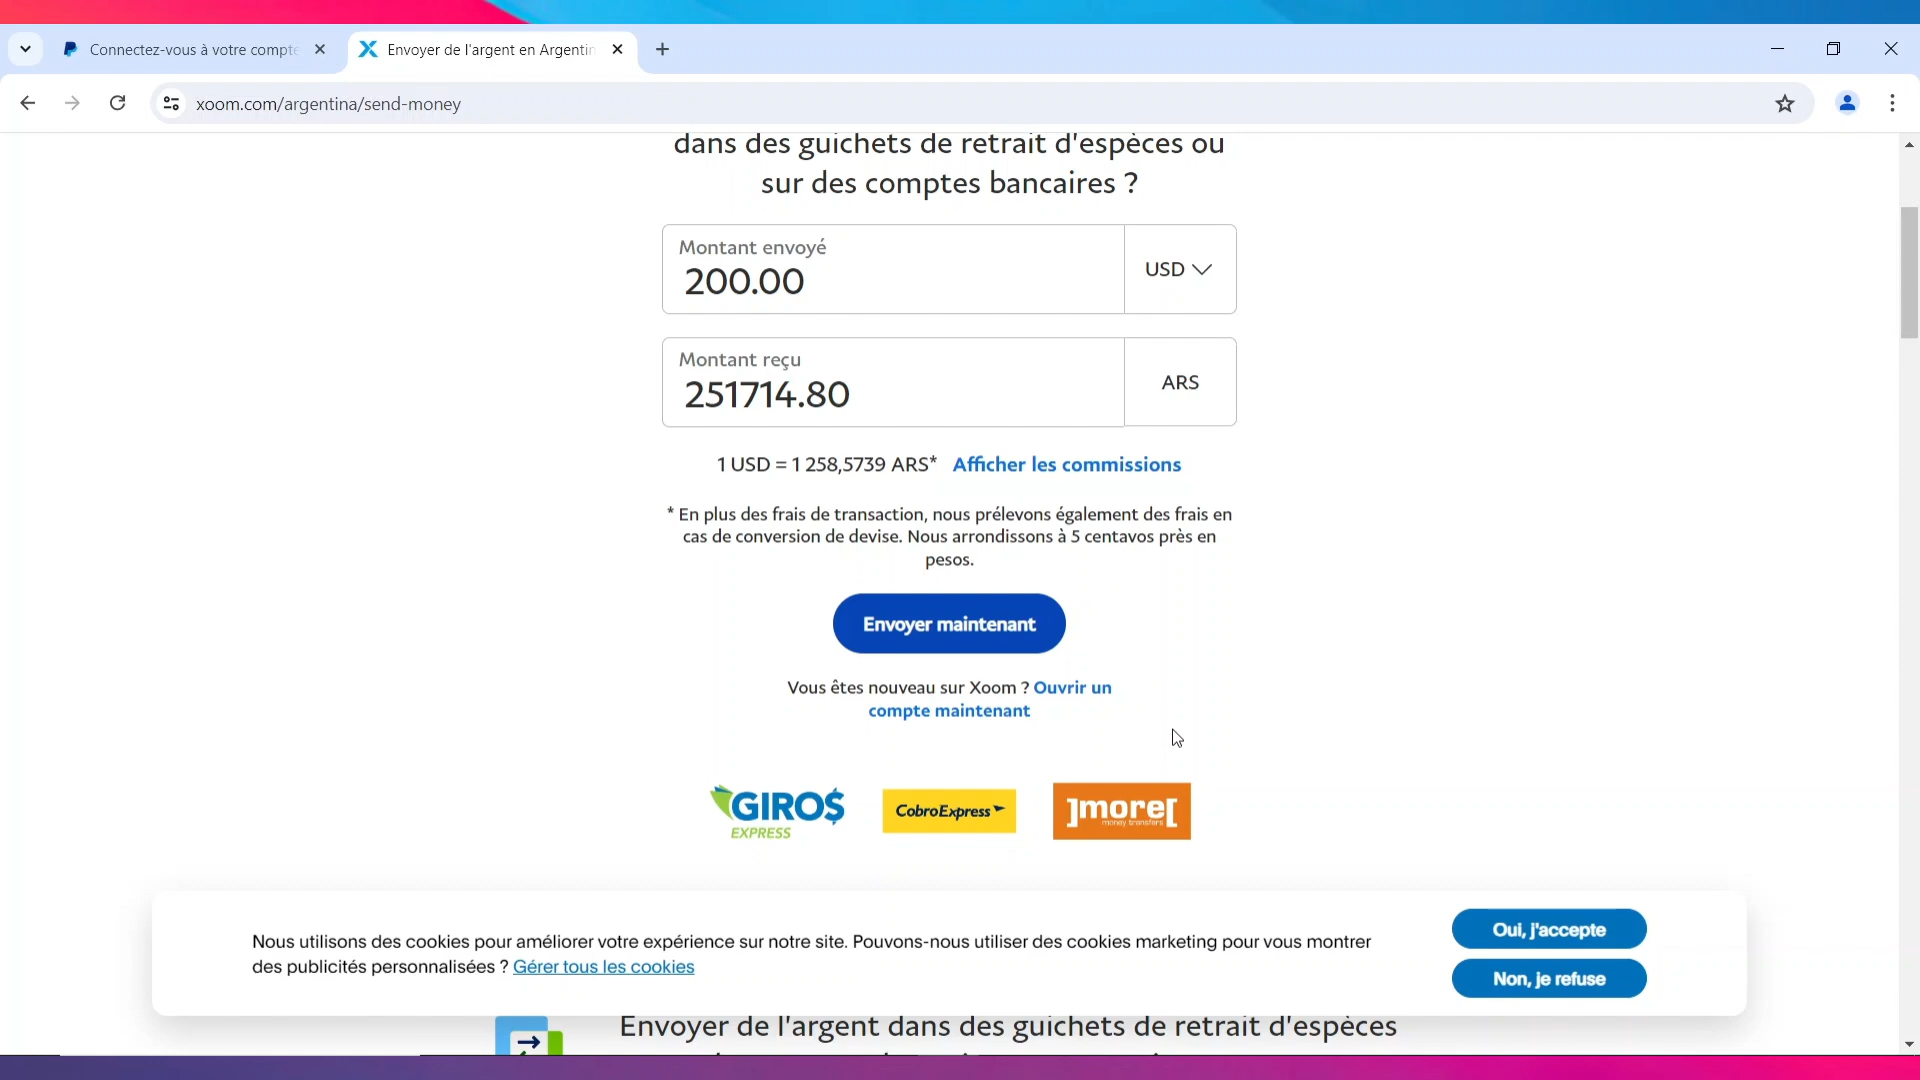 Connectez-vous à votre compte
Envoyer de l'argent en Argentin
xoom.com/argentina/send-money
dans des guichets de retrait d'espèces ou
sur des comptes bancaires ?
Montant envoyé
200.00
USD
Montant reçu
251714.80
ARS
1 USD = 1 258,5739 ARS* Afficher les commissions
* En plus des frais de transaction, nous prélevons également des frais en
cas de conversion de devise. Nous arrondissons à 5 centavos près en
pesos.
Envoyer maintenant
Vous êtes nouveau sur Xoom ? Ouvrir un
compte maintenant
GIRO$
EXPRESS
CobroExpress
]more[
money transfers
Nous utilisons des cookies pour améliorer votre expérience sur notre site. Pouvons-nous utiliser des cookies marketing pour vous montrer
des publicités personnalisées ? Gérer tous les cookies
Oui, j'accepte
Non, je refuse
Envoyer de l'argent dans des guichets de retrait d'espèces